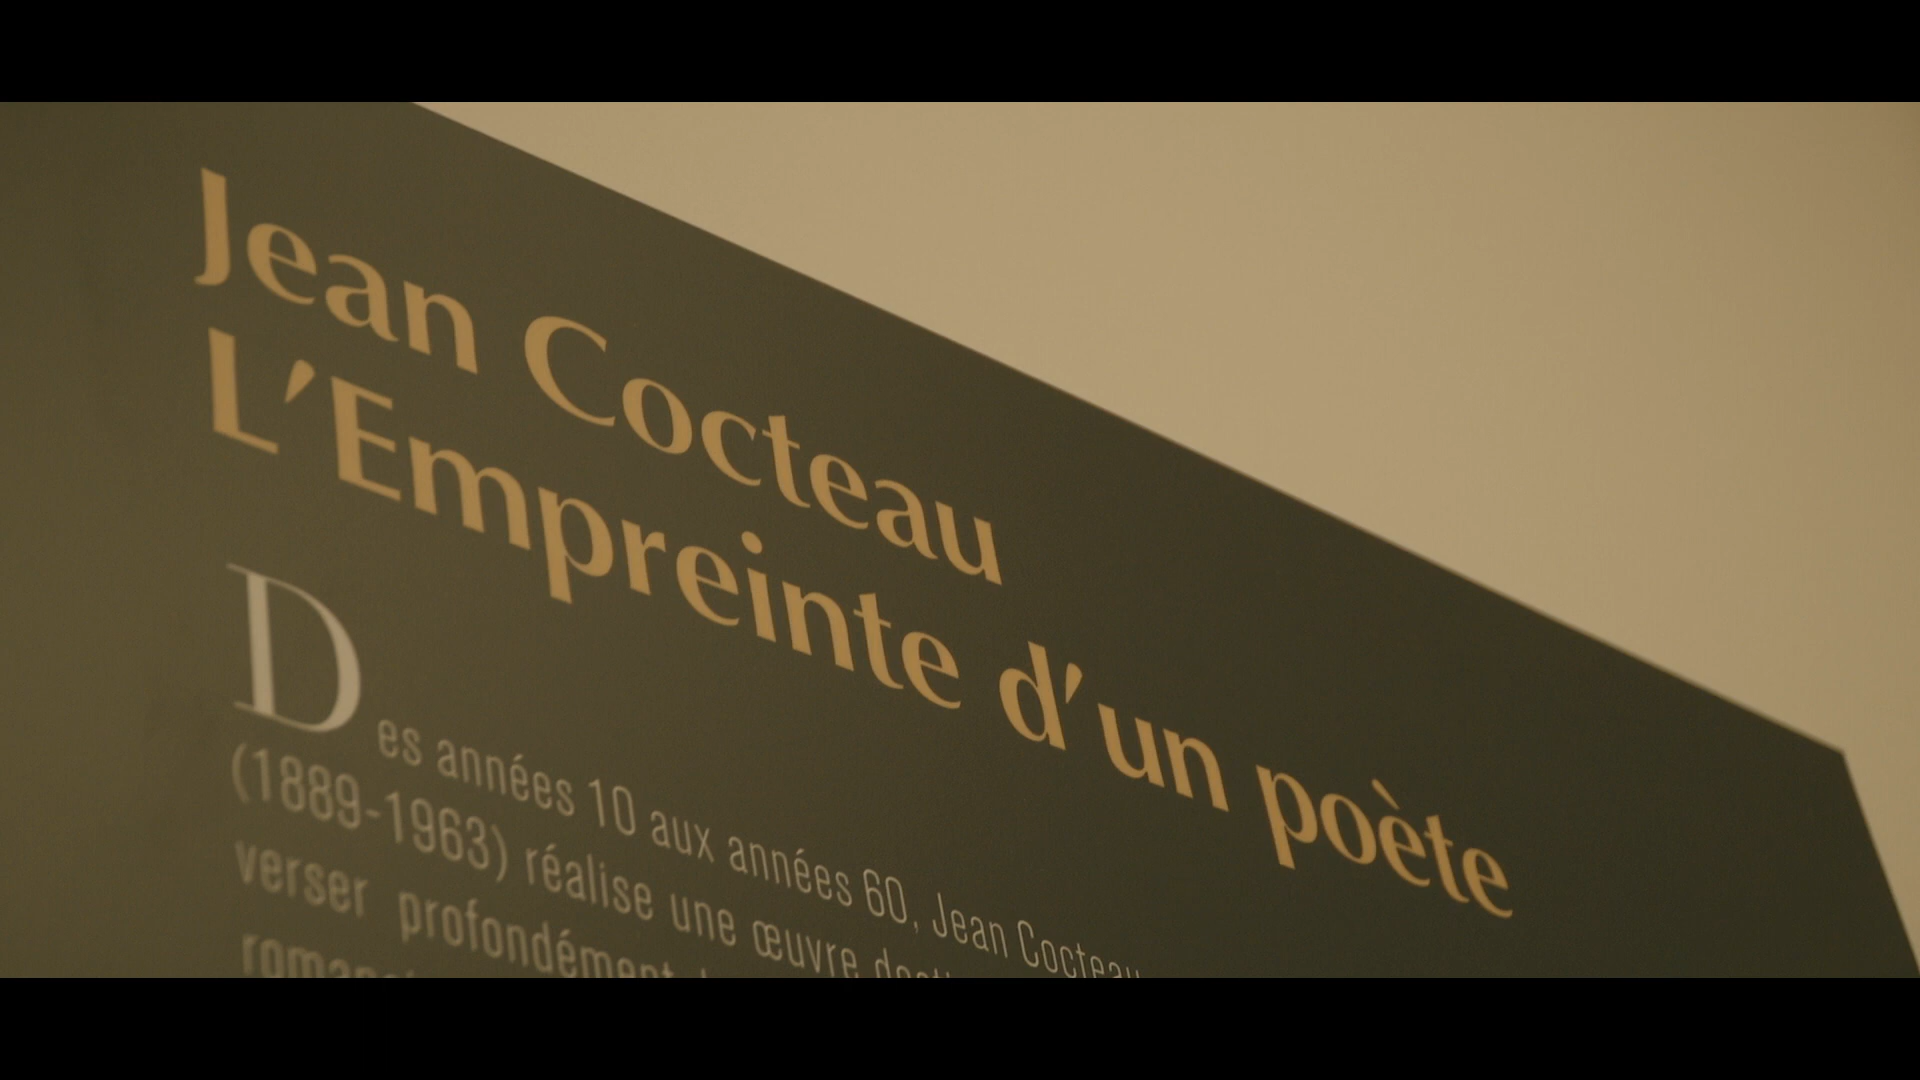 Jean Cocteau
L'Empreinte d'un poète
Des années 10 aux années 60, Jean Cocteau
(1889-1963) réalise une œuvre
verser profondément